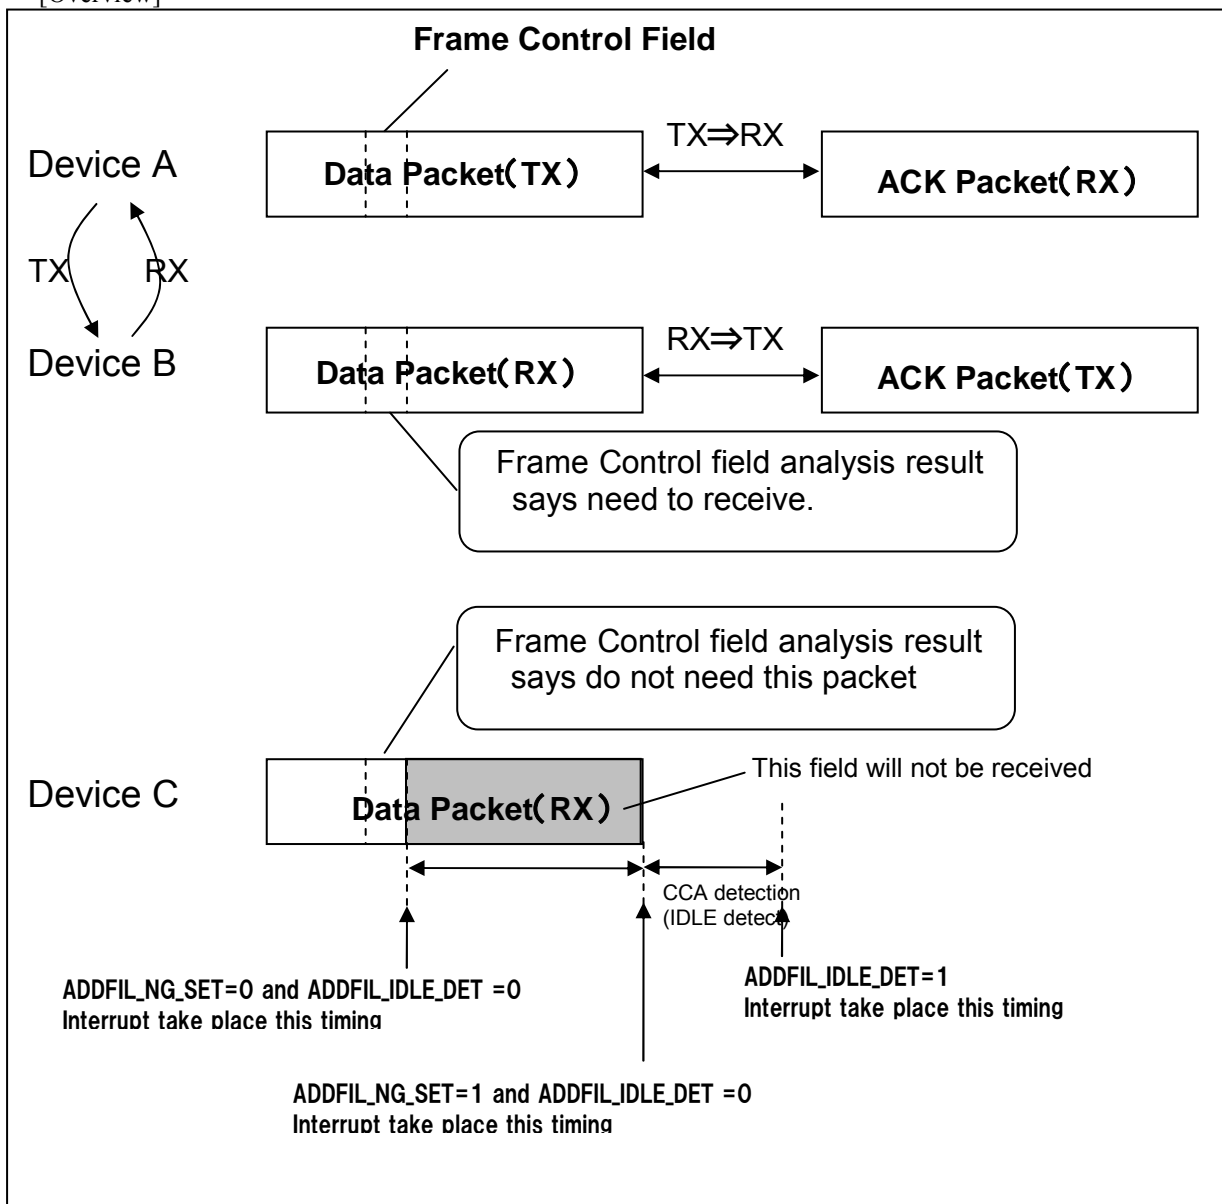 [Overview]
Frame Control Field
Device A
Data Packet(TX)
TX⇒RX
ACK Packet(RX)
TX
RX
Device B
Data Packet(RX)
RX⇒TX
ACK Packet(TX)
Frame Control field analysis result
says need to receive.
Frame Control field analysis result
says do not need this packet
Device C
Data Packet(RX)
This field will not be received
CCA detection
(IDLE detect)
ADDFIL_NG_SET=0 and ADDFIL_IDLE_DET =0
Interrupt take place this timing
ADDFIL_IDLE_DET=1
Interrupt take place this timing
ADDFIL_NG_SET=1 and ADDFIL_IDLE_DET =0
Interrupt take place this timing